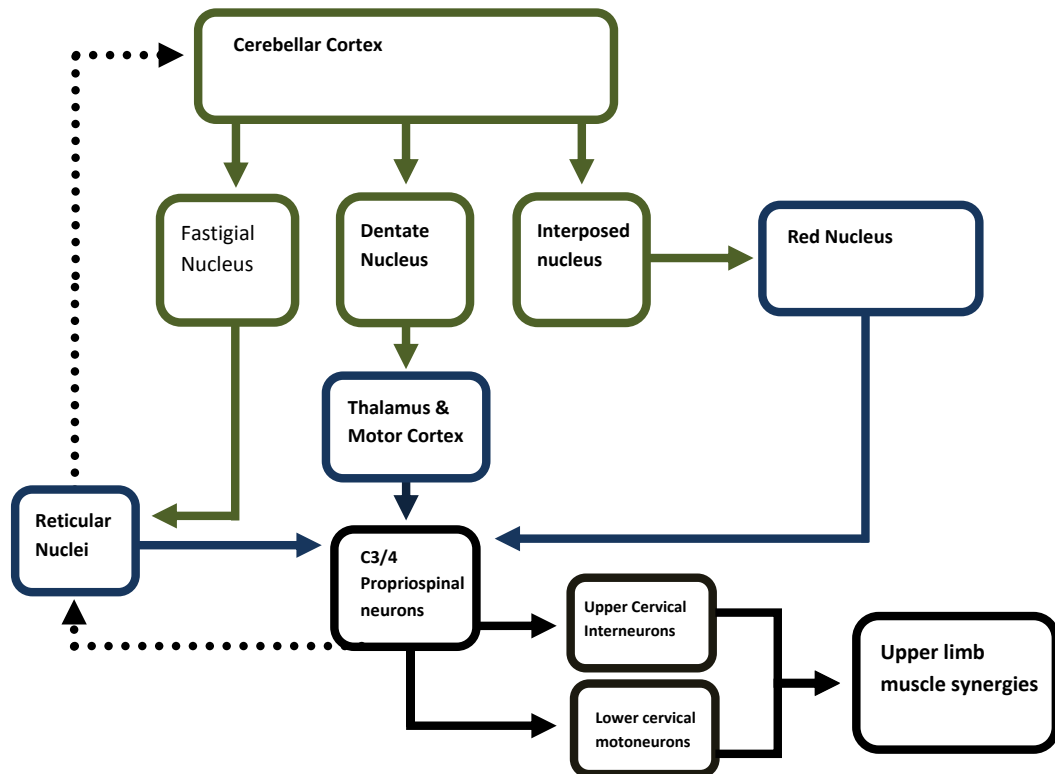 Cerebellar Cortex
Fastigial
Nucleus
Dentate
Nucleus
Interposed
nucleus
Red Nucleus
Thalamus &
Motor Cortex
Reticular
Nuclei
C3/4
Propriospinal
neurons
Upper Cervical
Interneurons
Lower cervical
motoneurons
Upper limb
muscle synergies